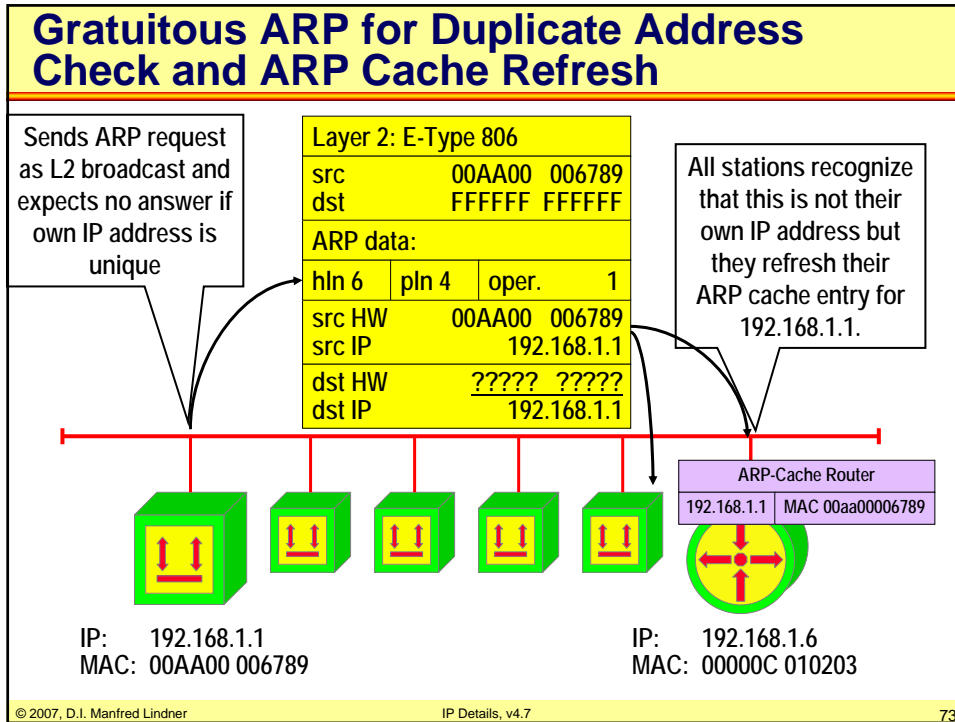 Gratuitous ARP for Duplicate Address
Check and ARP Cache Refresh
Sends ARP request
as L2 broadcast and
expects no answer if
own IP address is
unique
Layer 2: E-Type 806
src 00AA00 006789
dst FFFFFF FFFFFF
ARP data:
hln 6 pln 4 oper. 1
src HW 00AA00 006789
src IP 192.168.1.1
dst HW ????? ?????
dst IP 192.168.1.1
All stations recognize
that this is not their
own IP address but
they refresh their
ARP cache entry for
192.168.1.1.
ARP-Cache Router
192.168.1.1 MAC 00aa00006789
IP: 192.168.1.1
MAC: 00AA00 006789
IP: 192.168.1.6
MAC: 00000C 010203
© 2007, D.I. Manfred Lindner IP Details, v4.7 73